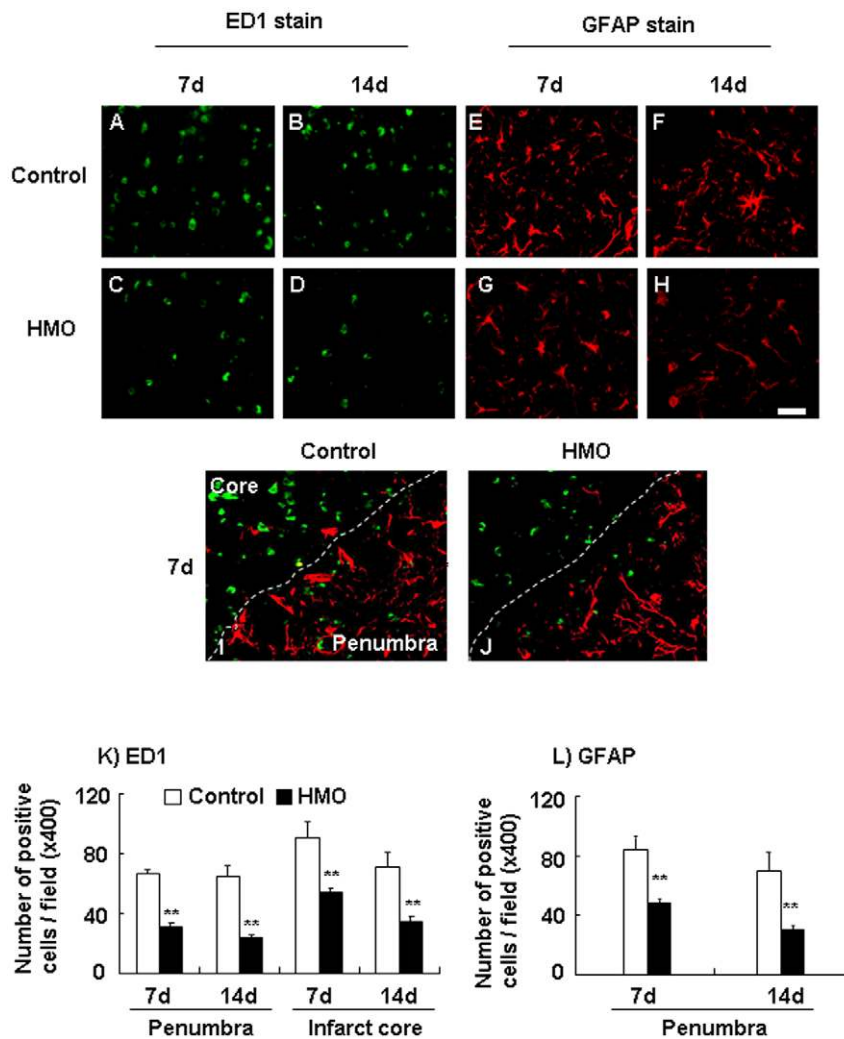 ED1 stain GFAP stain
7d 14d 7d 14d
A B E F
Control
C D G H
HMO
Control HMO
Core
7d
I Penumbra J
K) ED1 L) GFAP
Number of positive
cells / field (x400)
120
80
40
0
Control HMO
** ** ** **
7d 14d 7d 14d
Penumbra Infarct core
Number of positive
cells / field (x400)
120
80
40
0
** **
7d 14d
Penumbra